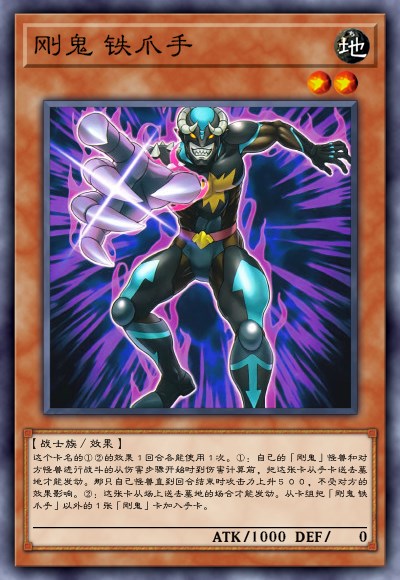 刚鬼 铁爪手
地
【战士族/效果】
这个卡名的①②的效果1回合各能使用1次。①:自己的「刚鬼」怪兽和对
方怪兽进行战斗的从伤害步骤开始时到伤害计算前,把这张卡从手卡送去墓
地才能发动。那只自己怪兽直到回合结束时攻击力上升500,不受对方的
效果影响。②:这张卡从场上送去墓地的场合才能发动。从卡组把「刚鬼 铁
爪手」以外的1张「刚鬼」卡加入手卡。
ATK/1000 DEF/ 0